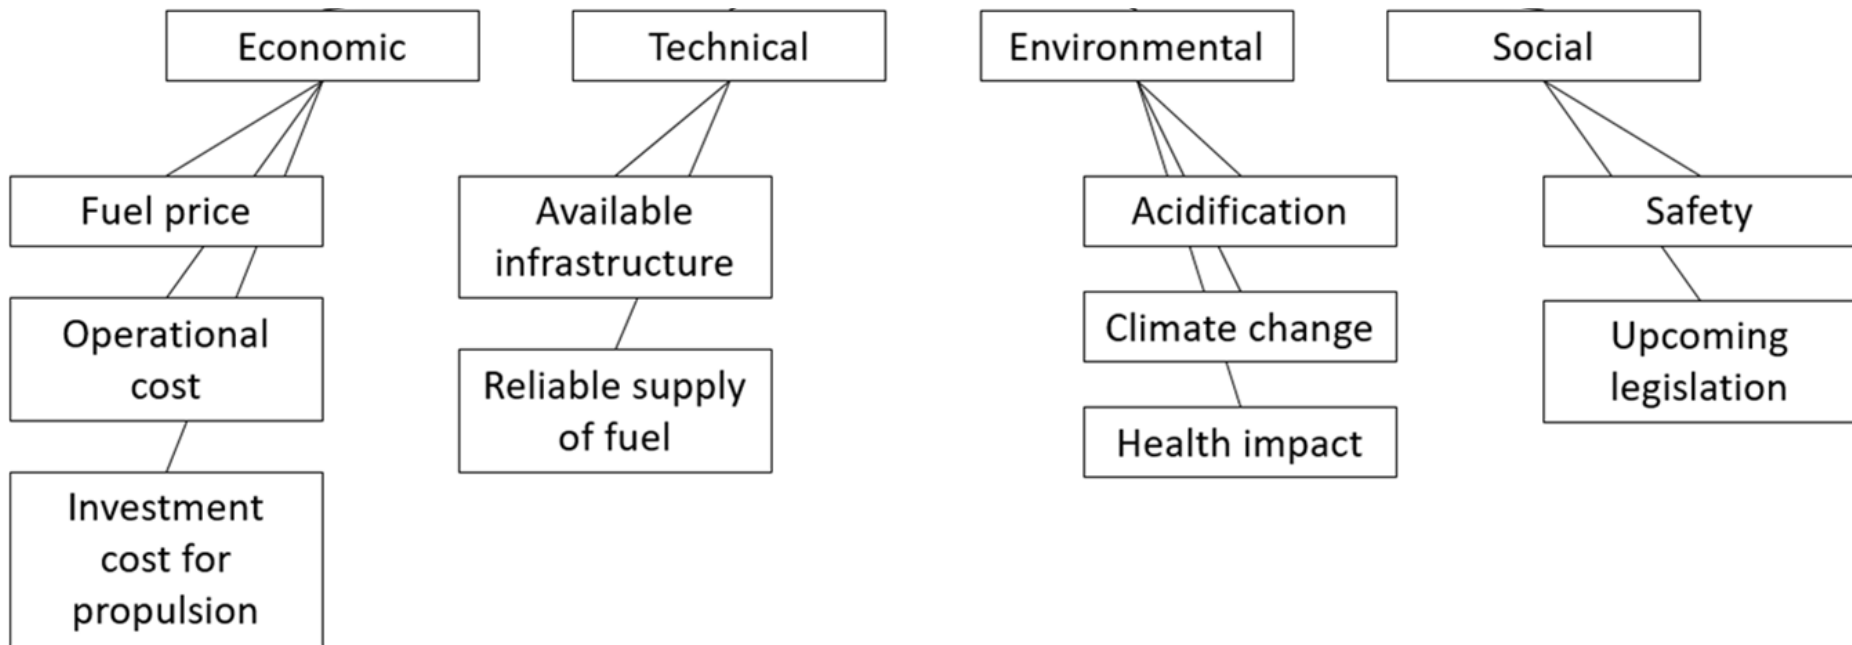 Economic
Technical
Environmental
Social
Fuel price
Operational
cost
Investment
cost for
propulsion
Available
infrastructure
Reliable supply
of fuel
Acidification
Climate change
Health impact
Safety
Upcoming
legislation